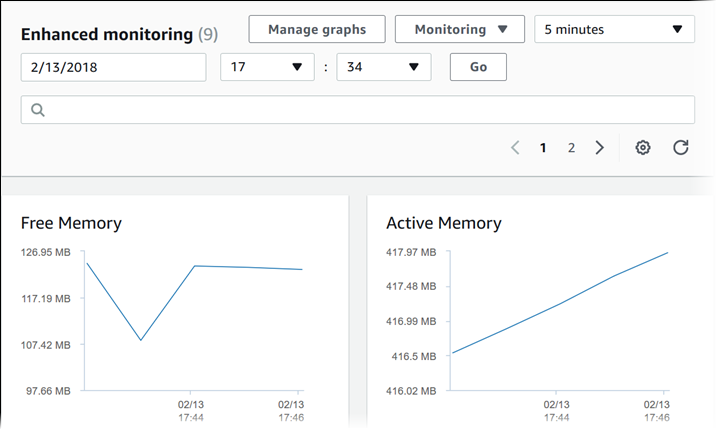 Enhanced monitoring (9)
Manage graphs
Monitoring
5 minutes
2/13/2018
17
:
34
Go
1
2
Free Memory
126.95 MB
117.19 MB
107.42 MB
97.66 MB
02/13
17:44
02/13
17:46
Active Memory
417.97 MB
417.48 MB
416.99 MB
416.5 MB
416.02 MB
02/13
17:44
02/13
17:46